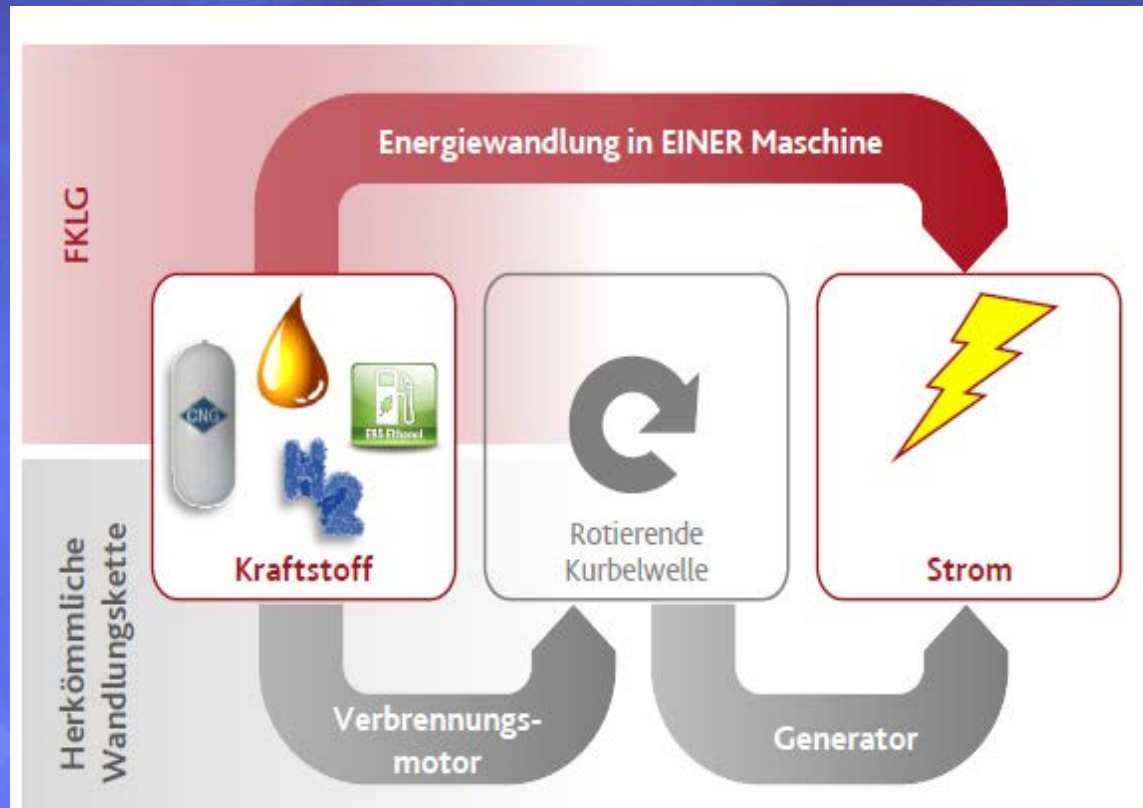 Energiewandlung in EINER Maschine
FKLG
CNG
E85 Ethanol
H2
Kraftstoff
Rotierende
Kurbelwelle
Strom
Herkömmliche
Wandlungskette
Verbrennungs-
motor
Generator